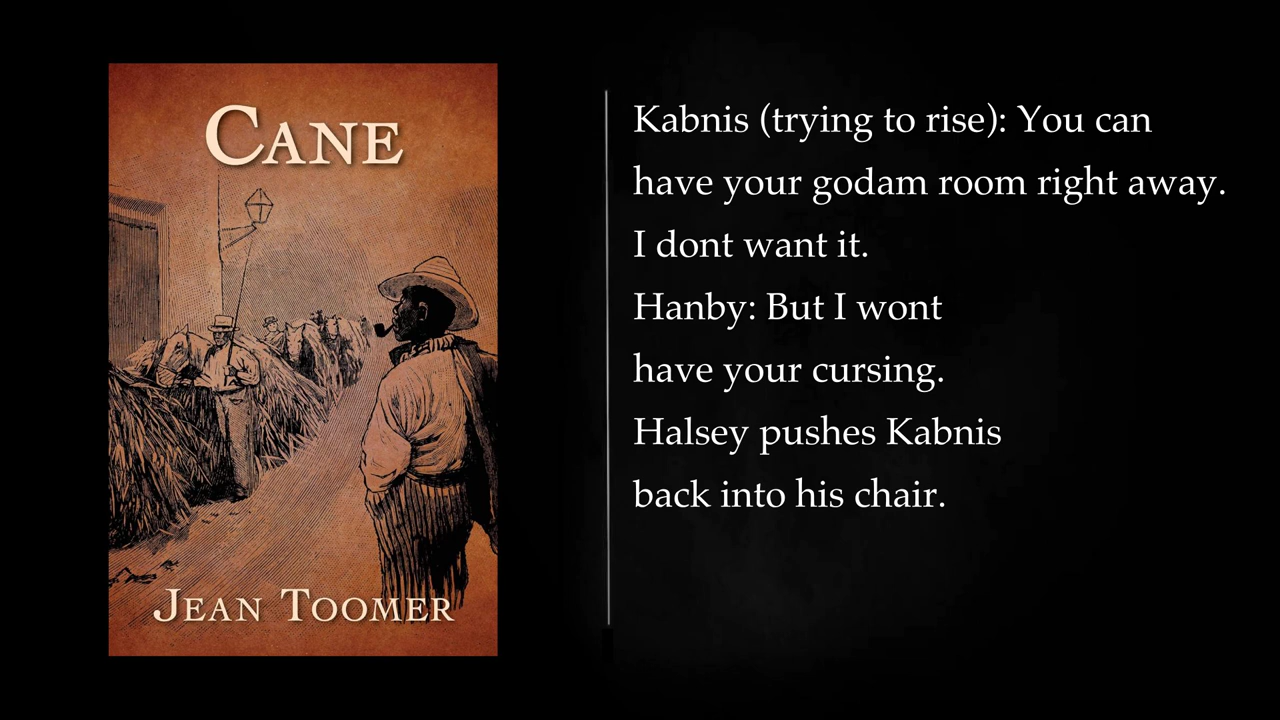 CANE
JEAN TOOMER
Kabnis (trying to rise): You can
have your godam room right away.
I dont want it.
Hanby: But I wont
have your cursing.
Halsey pushes Kabnis
back into his chair.